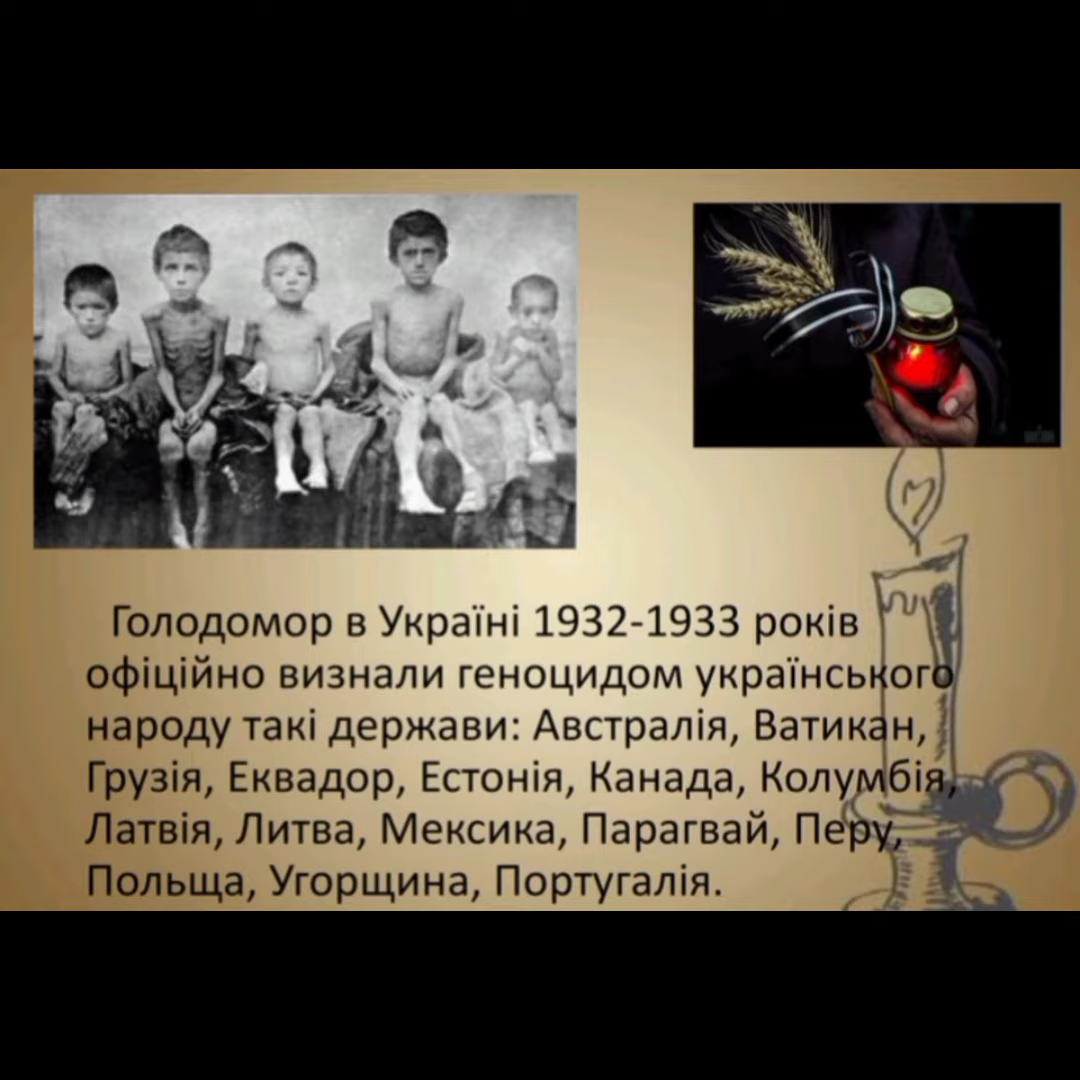 Голодомор в Україні 1932-1933 років
офіційно визнали геноцидом українського
народу такі держави: Австралія, Ватикан,
Грузія, Еквадор, Естонія, Канада, Колумбія,
Латвія, Литва, Мексика, Парагвай, Перу,
Польща, Угорщина, Португалія.